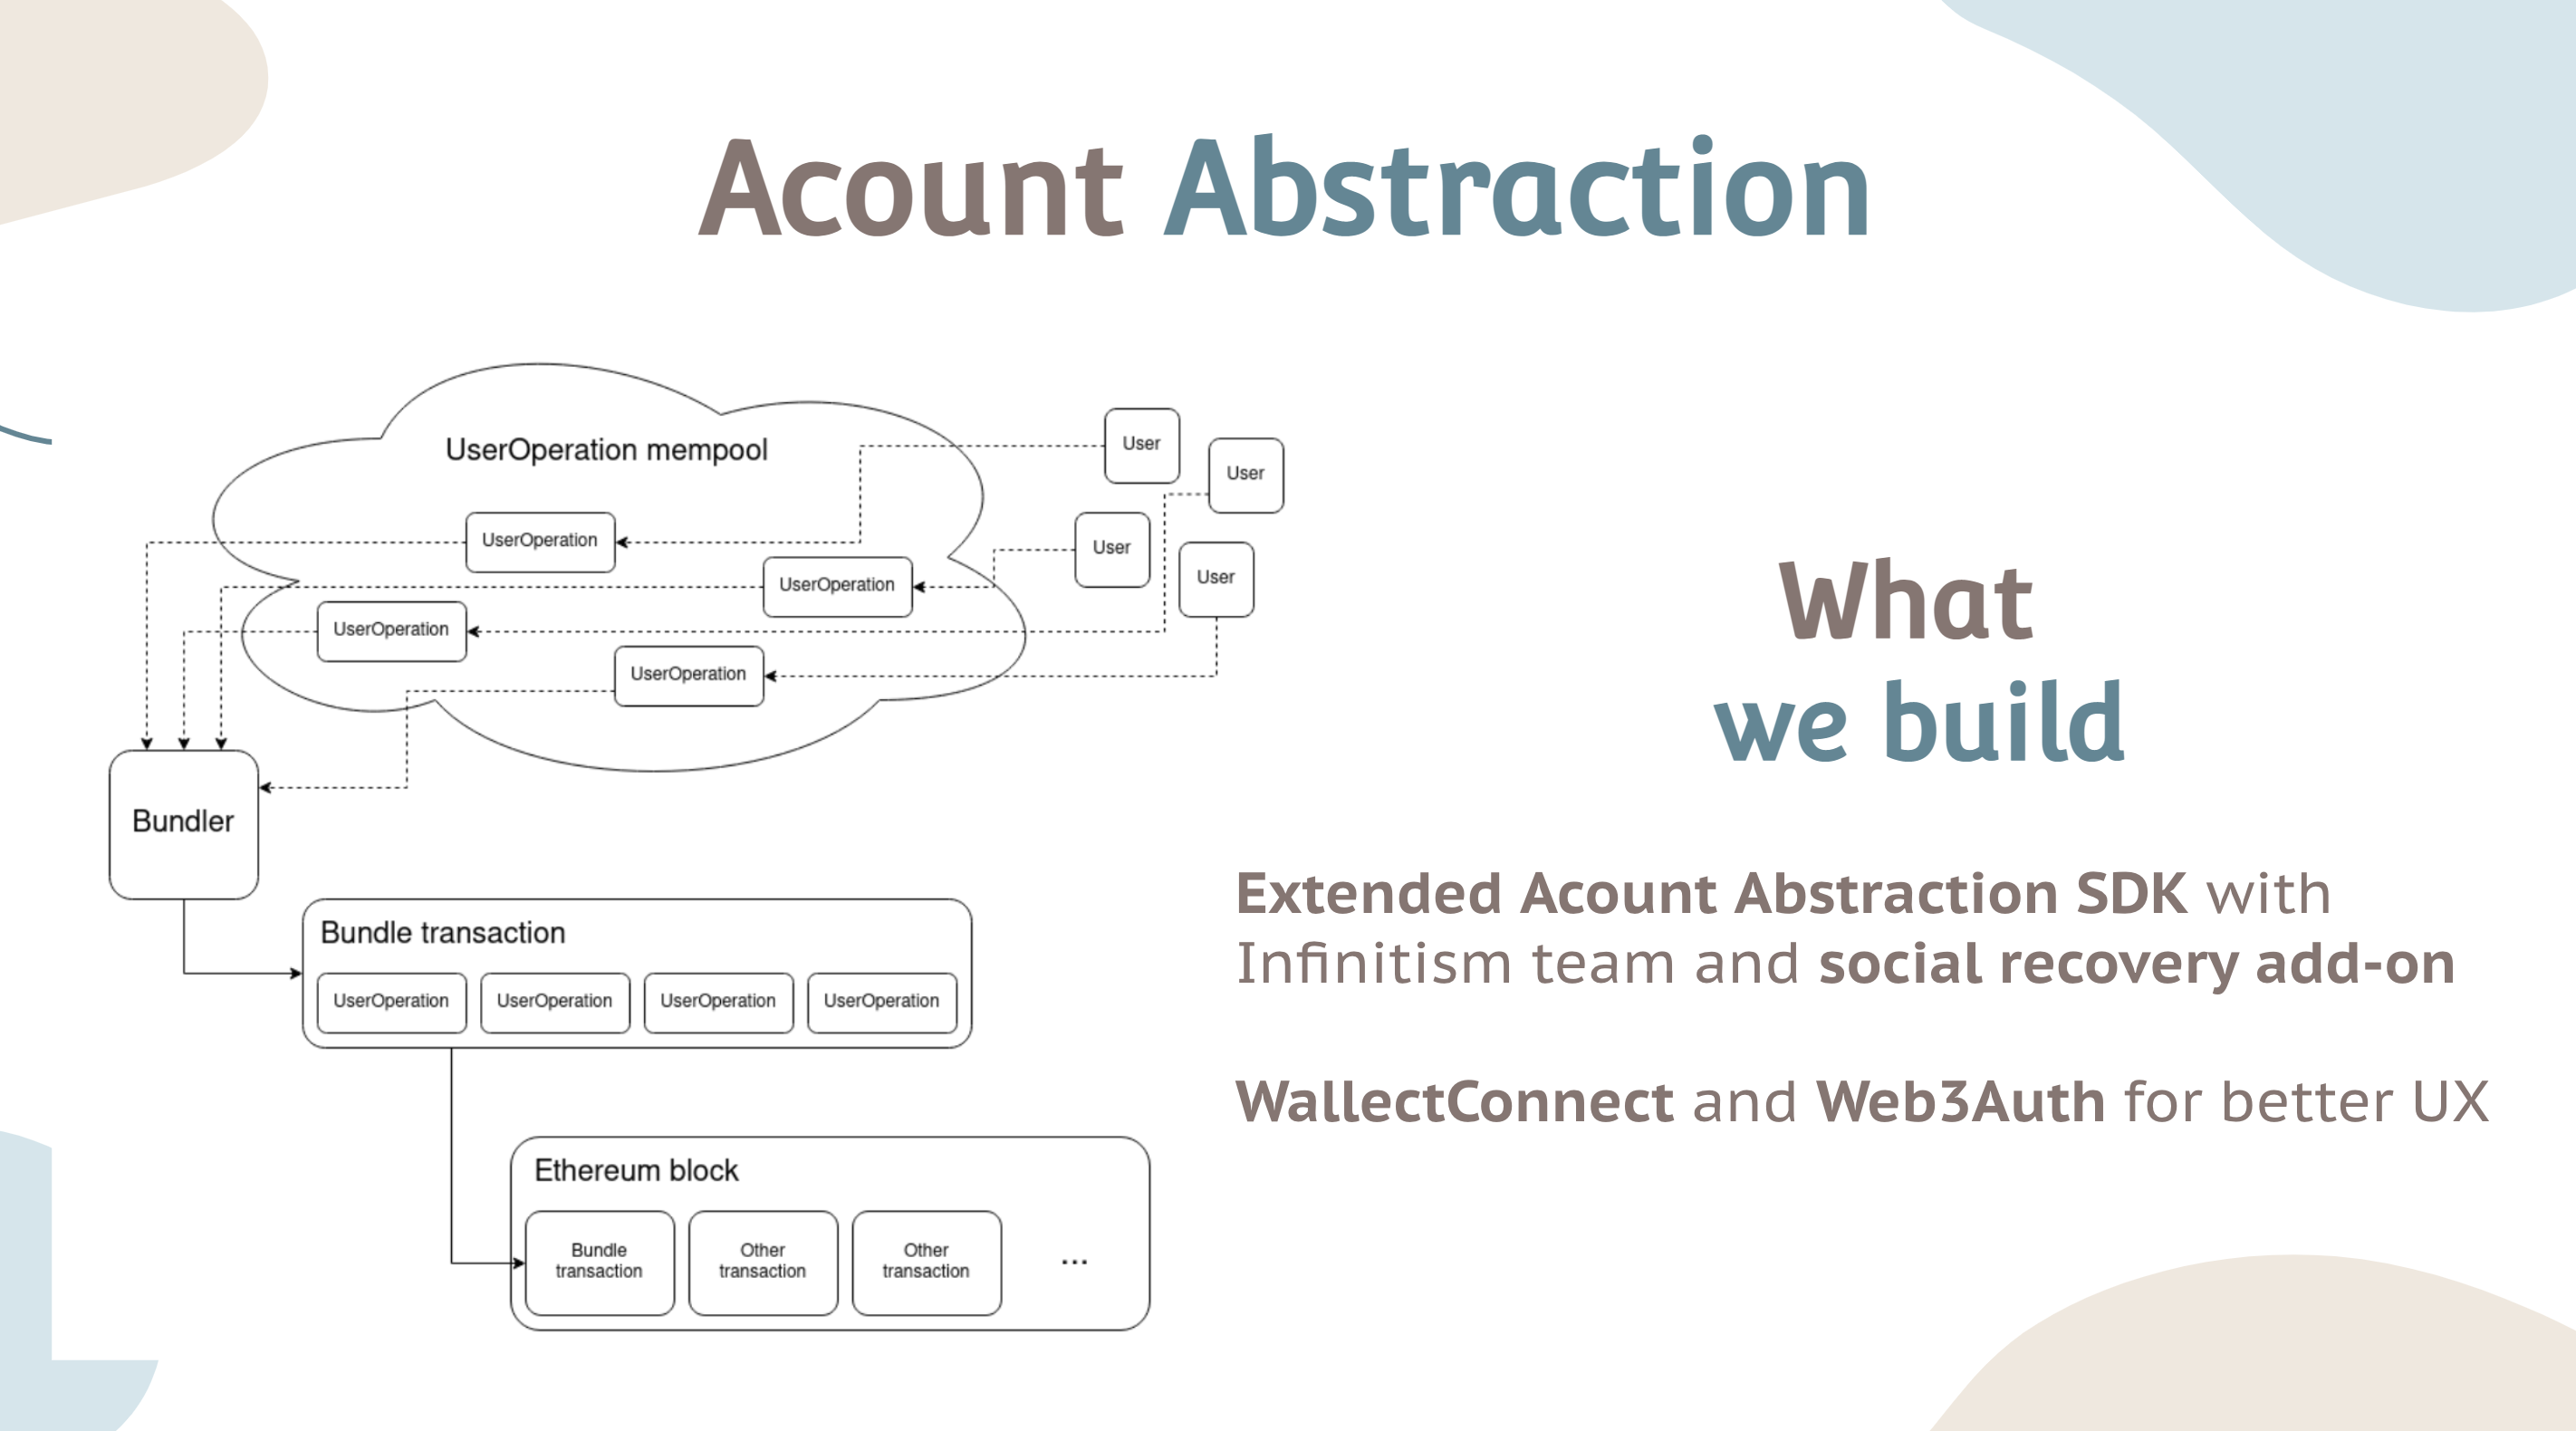 Acount Abstraction
UserOperation mempool
User
User
User
User
UserOperation
UserOperation
UserOperation
UserOperation
Bundler
Bundle transaction
UserOperation UserOperation UserOperation UserOperation
Ethereum block
Bundle
transaction
Other
transaction
Other
transaction
...
What
we build
Extended Acount Abstraction SDK with
Infinitism team and social recovery add-on
WallectConnect and Web3Auth for better UX